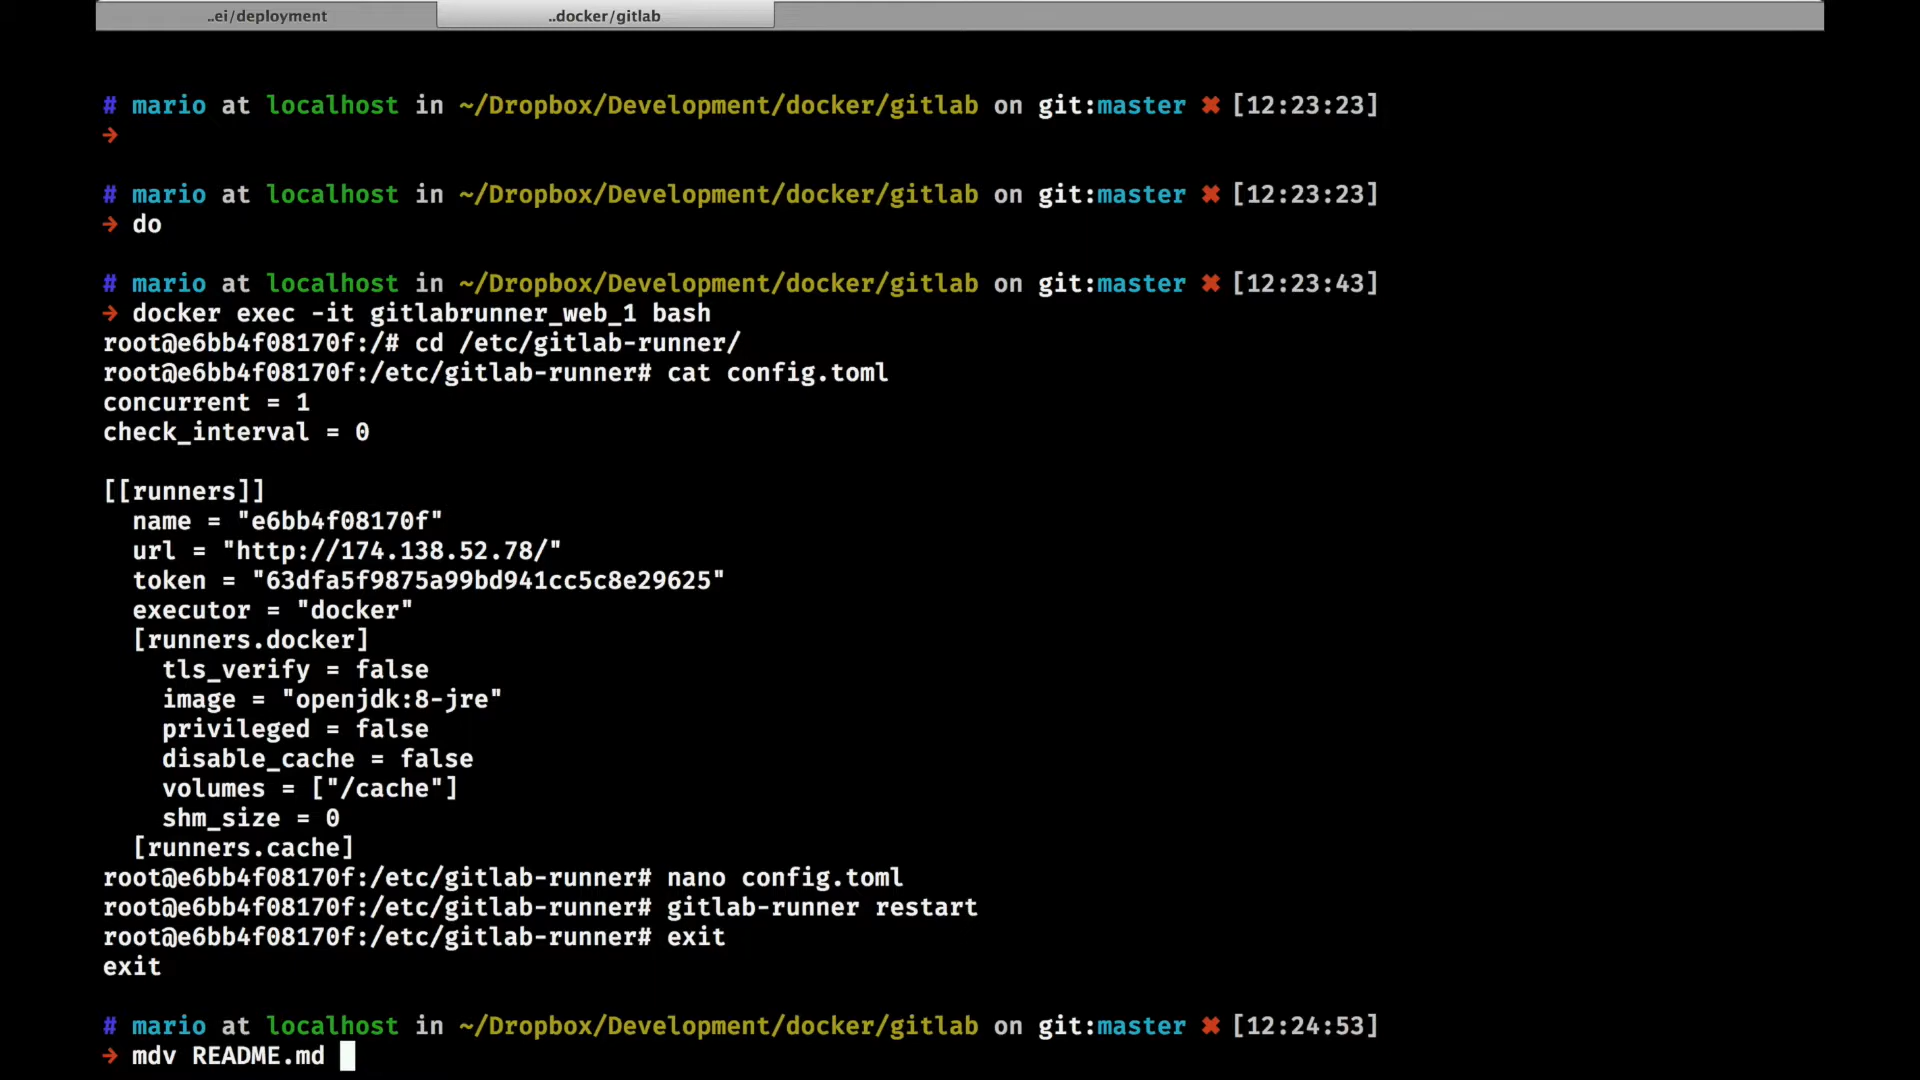 ..ei/deployment
..docker/gitlab
# mario at localhost in ~/Dropbox/Development/docker/gitlab on git:master ✖ [12:23:23]
→
# mario at localhost in ~/Dropbox/Development/docker/gitlab on git:master ✖ [12:23:23]
→ do
# mario at localhost in ~/Dropbox/Development/docker/gitlab on git:master ✖ [12:23:43]
→ docker exec -it gitlabrunner_web_1 bash
root@e6bb4f08170f:/# cd /etc/gitlab-runner/
root@e6bb4f08170f:/etc/gitlab-runner# cat config.toml
concurrent = 1
check_interval = 0
[[runners]]
  name = "e6bb4f08170f"
  url = "http://174.138.52.78/"
  token = "63dfa5f9875a99bd941cc5c8e29625"
  executor = "docker"
  [runners.docker]
    tls_verify = false
    image = "openjdk:8-jre"
    privileged = false
    disable_cache = false
    volumes = ["/cache"]
    shm_size = 0
  [runners.cache]
root@e6bb4f08170f:/etc/gitlab-runner# nano config.toml
root@e6bb4f08170f:/etc/gitlab-runner# gitlab-runner restart
root@e6bb4f08170f:/etc/gitlab-runner# exit
exit
# mario at localhost in ~/Dropbox/Development/docker/gitlab on git:master ✖ [12:24:53]
→ mdv README.md